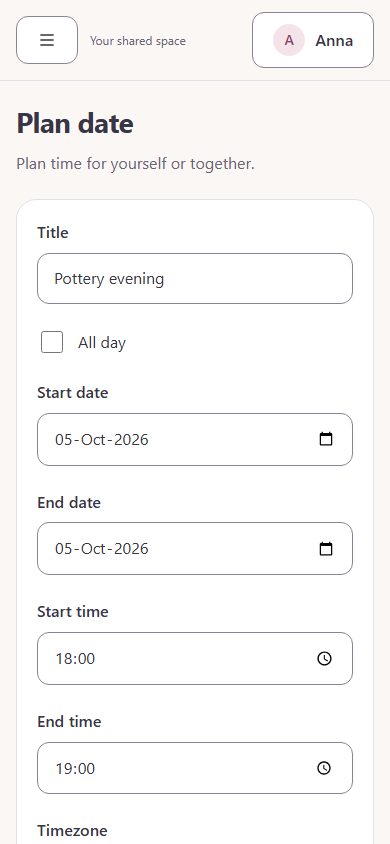 Your shared space
A
Anna
Plan date
Plan time for yourself or together.
Title
Pottery evening
All day
Start date
05-Oct-2026
End date
05-Oct-2026
Start time
18:00
End time
19:00
Timezone